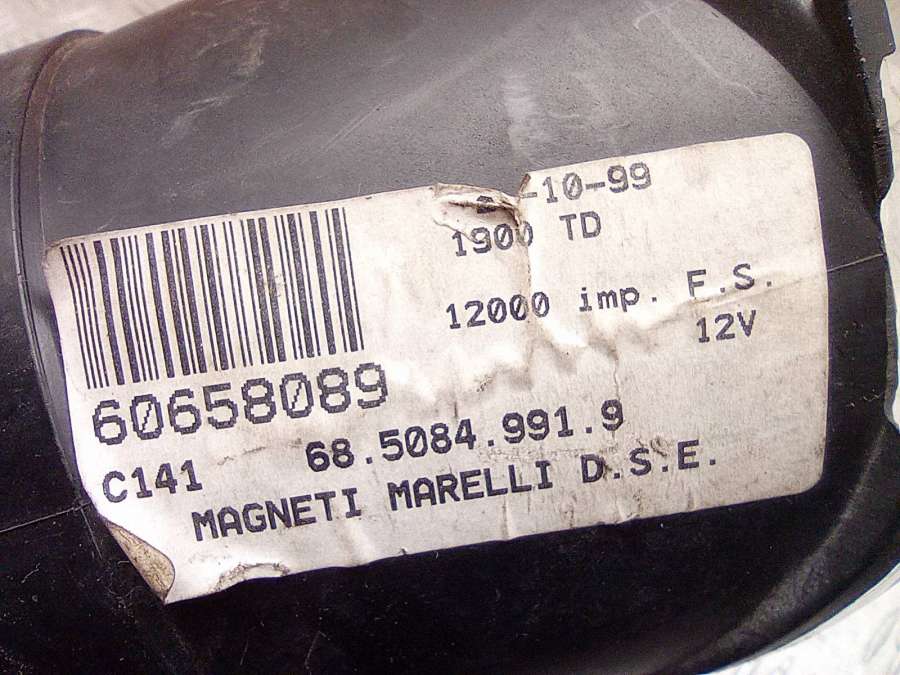 -10-99
1900 TD
12000 imp. F.S.
12V
60658089
C141 68.5084.991.9
MAGNETI MARELLI D.S.E.